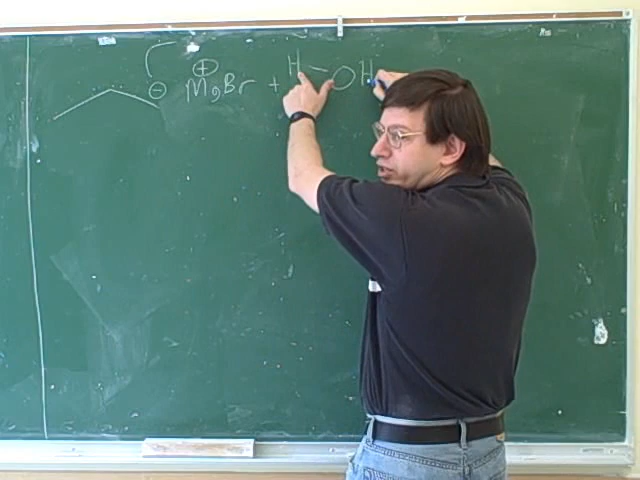 ⊖ ⊕ MgBr + H–OH